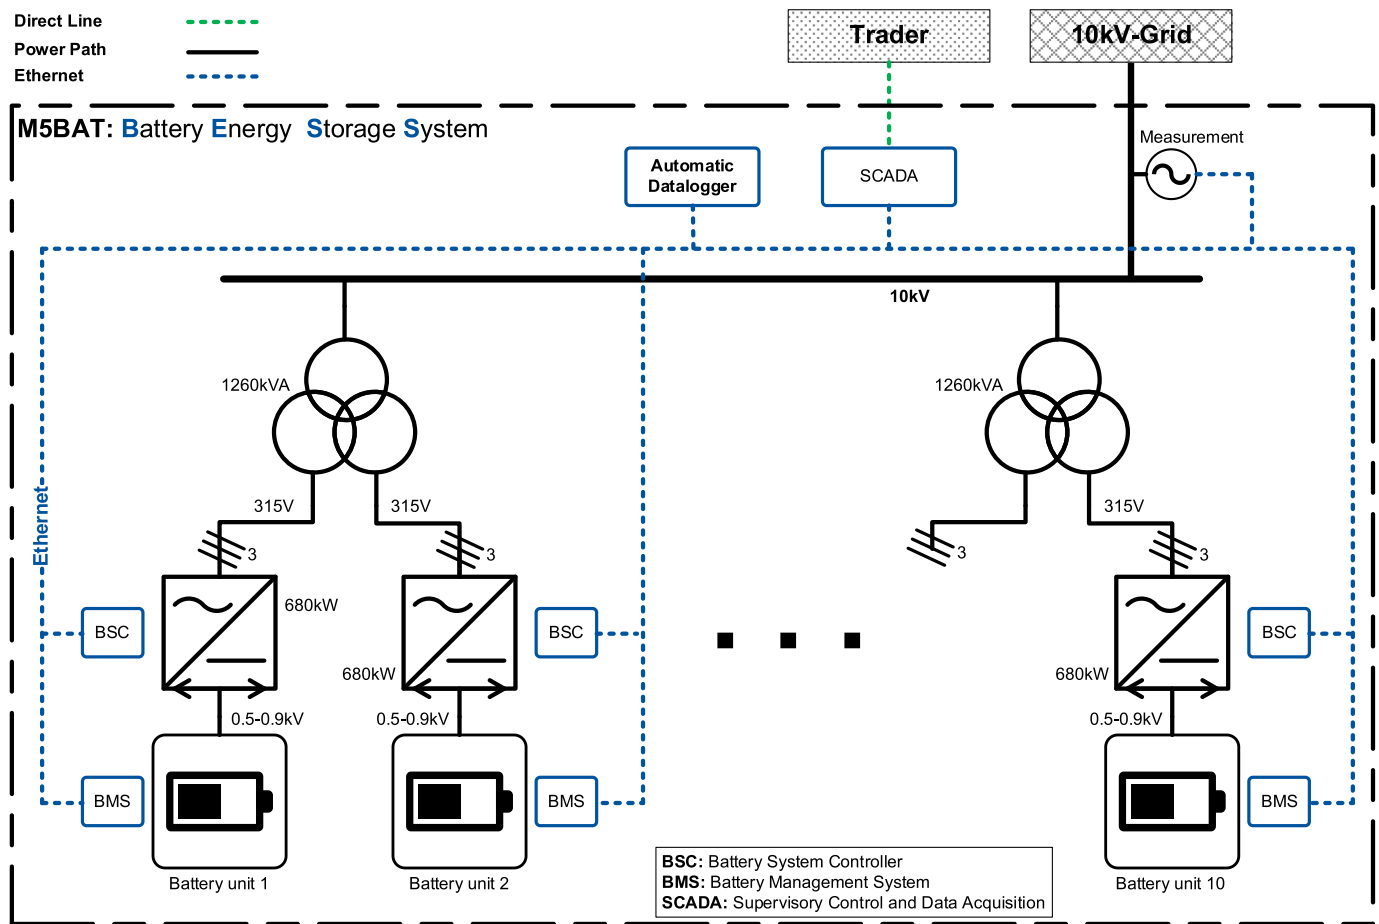 Direct Line
Power Path
Ethernet
Trader
10kV-Grid
M5BAT: Battery Energy Storage System
Measurement
Automatic
Datalogger
SCADA
10kV
1260kVA
1260kVA
315V
315V
315V
3
3
3
3
Ethernet
680kW
BSC
BSC
BSC
680kW
680kW
0.5-0.9kV
0.5-0.9kV
0.5-0.9kV
BMS
BMS
BMS
Battery unit 1
Battery unit 2
Battery unit 10
BSC: Battery System Controller
BMS: Battery Management System
SCADA: Supervisory Control and Data Acquisition